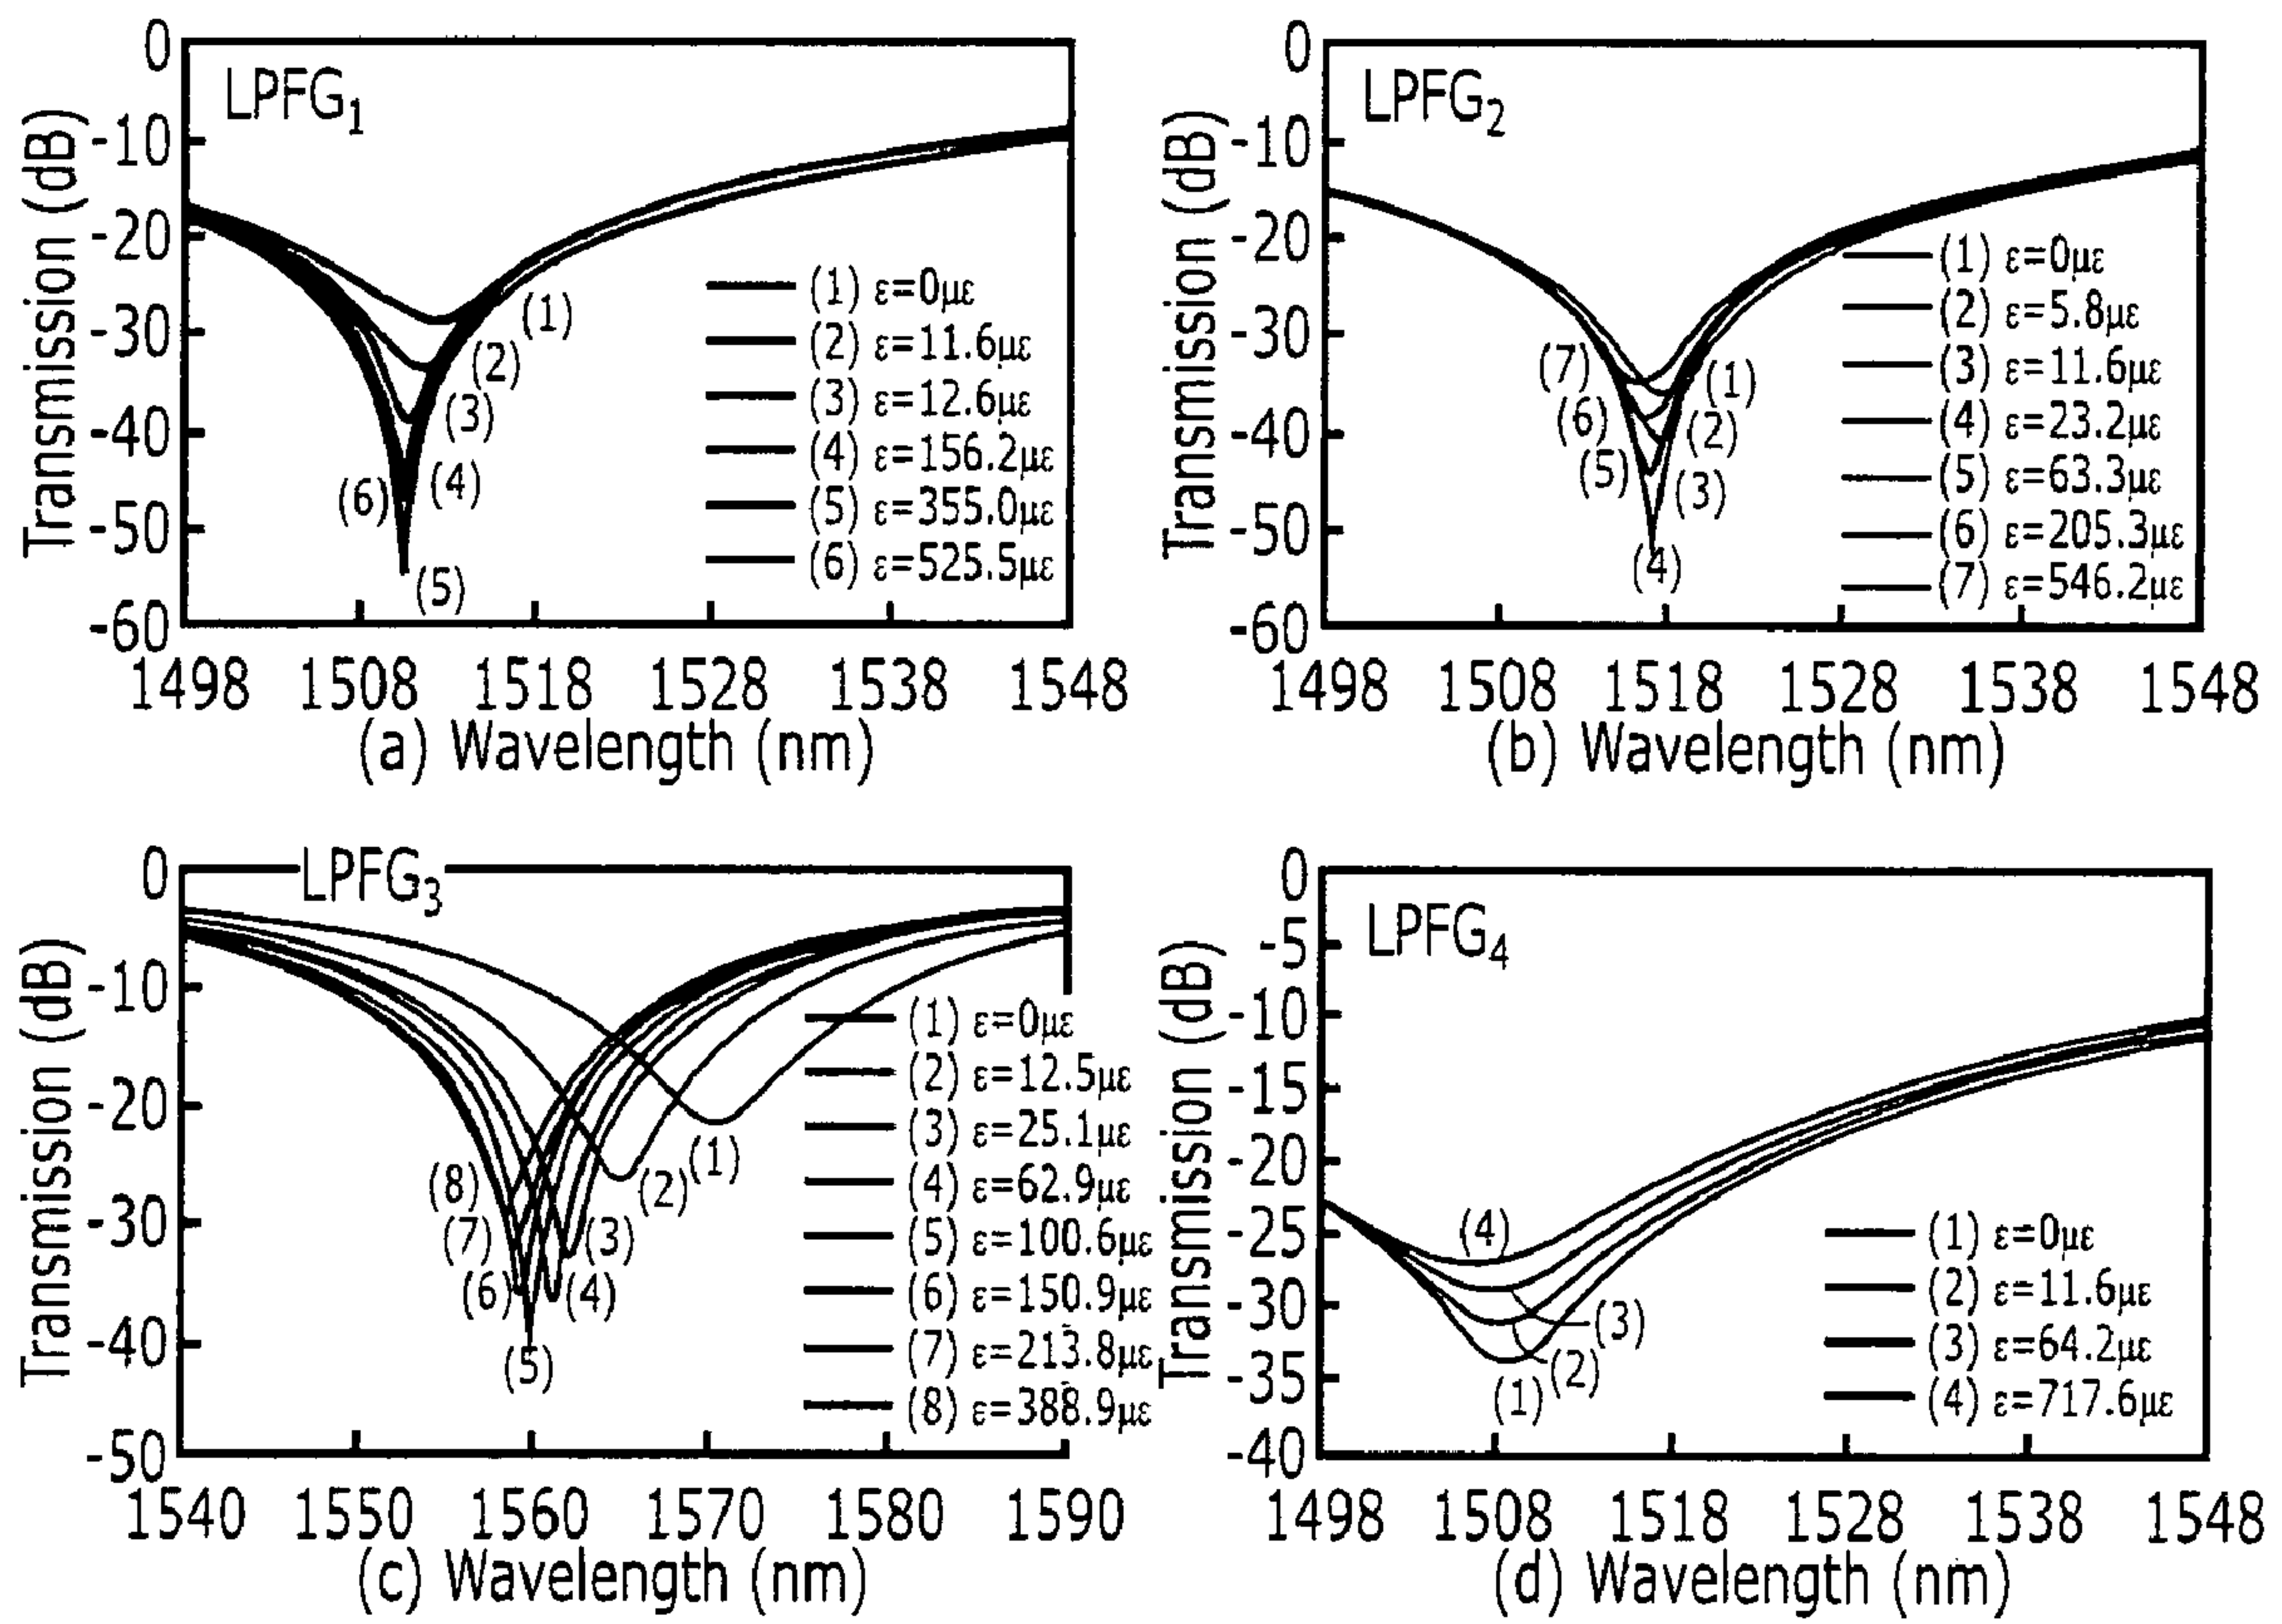 LPFG₁
Transmission (dB)
0
-10
-20
-30
-40
-50
-60
(1)
(2)
(3)
(4)
(5)
(6)
(1) ε=0με
(2) ε=11.6με
(3) ε=12.6με
(4) ε=156.2με
(5) ε=355.0με
(6) ε=525.5με
1498 1508 1518 1528 1538 1548
(a) Wavelength (nm)
LPFG₂
Transmission (dB)
0
-10
-20
-30
-40
-50
-60
(7)
(6)
(5)
(4)
(1)
(2)
(3)
(1) ε=0με
(2) ε=5.8με
(3) ε=11.6με
(4) ε=23.2με
(5) ε=63.3με
(6) ε=205.3με
(7) ε=546.2με
1498 1508 1518 1528 1538 1548
(b) Wavelength (nm)
LPFG₃
Transmission (dB)
0
-10
-20
-30
-40
-50
(8)
(7)
(6)
(5)
(4)
(3)
(2)
(1)
(1) ε=0με
(2) ε=12.5με
(3) ε=25.1με
(4) ε=62.9με
(5) ε=100.6με
(6) ε=150.9με
(7) ε=213.8με
(8) ε=388.9με
1540 1550 1560 1570 1580 1590
(c) Wavelength (nm)
LPFG₄
Transmission (dB)
0
-5
-10
-15
-20
-25
-30
-35
-40
(4)
(3)
(2)
(1)
(1) ε=0με
(2) ε=11.6με
(3) ε=64.2με
(4) ε=717.6με
1498 1508 1518 1528 1538 1548
(d) Wavelength (nm)